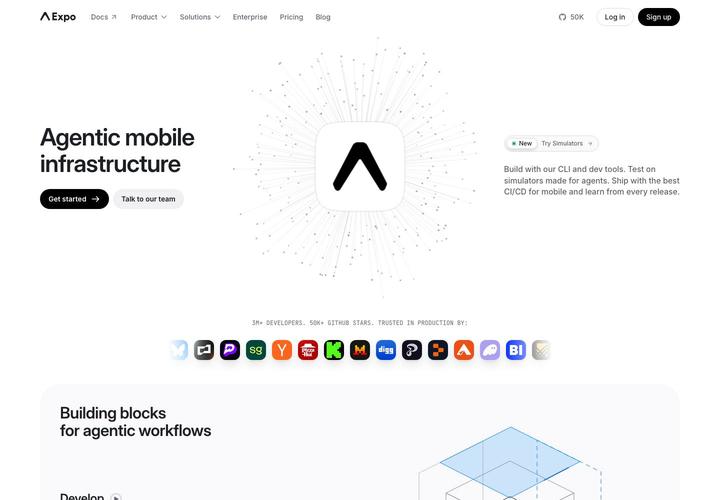 Expo
Docs
Product
Solutions
Enterprise
Pricing
Blog
50K
Log in
Sign up
Agentic mobile
infrastructure
Get started
Talk to our team
New
Try Simulators
Build with our CLI and dev tools. Test on
simulators made for agents. Ship with the best
CI/CD for mobile and learn from every release.
3M+ DEVELOPERS. 50K+ GITHUB STARS. TRUSTED IN PRODUCTION BY:
sg
Y
Pizza
Hut
K
M
digg
P
BI
Building blocks
for agentic workflows
Develop